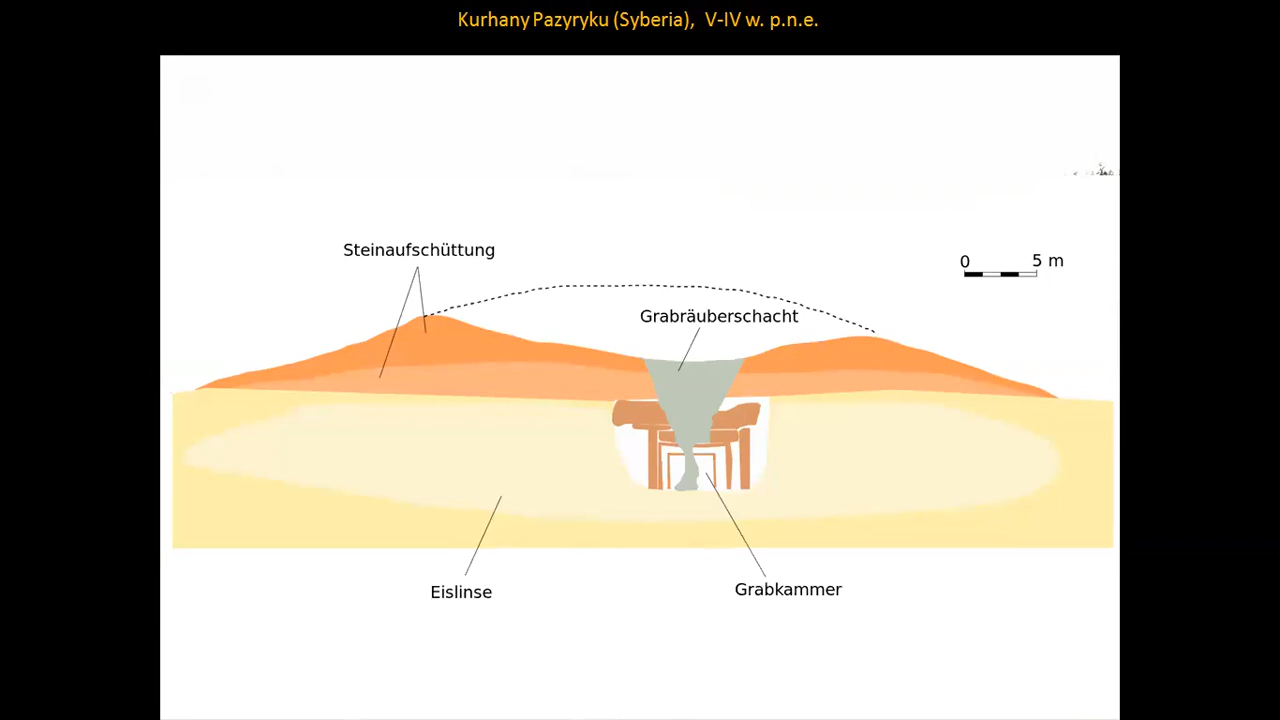 Kurhany Pazyryku (Syberia), V-IV w. p.n.e.
Steinaufschüttung
0 5 m
Grabräuberschacht
Eislinse
Grabkammer